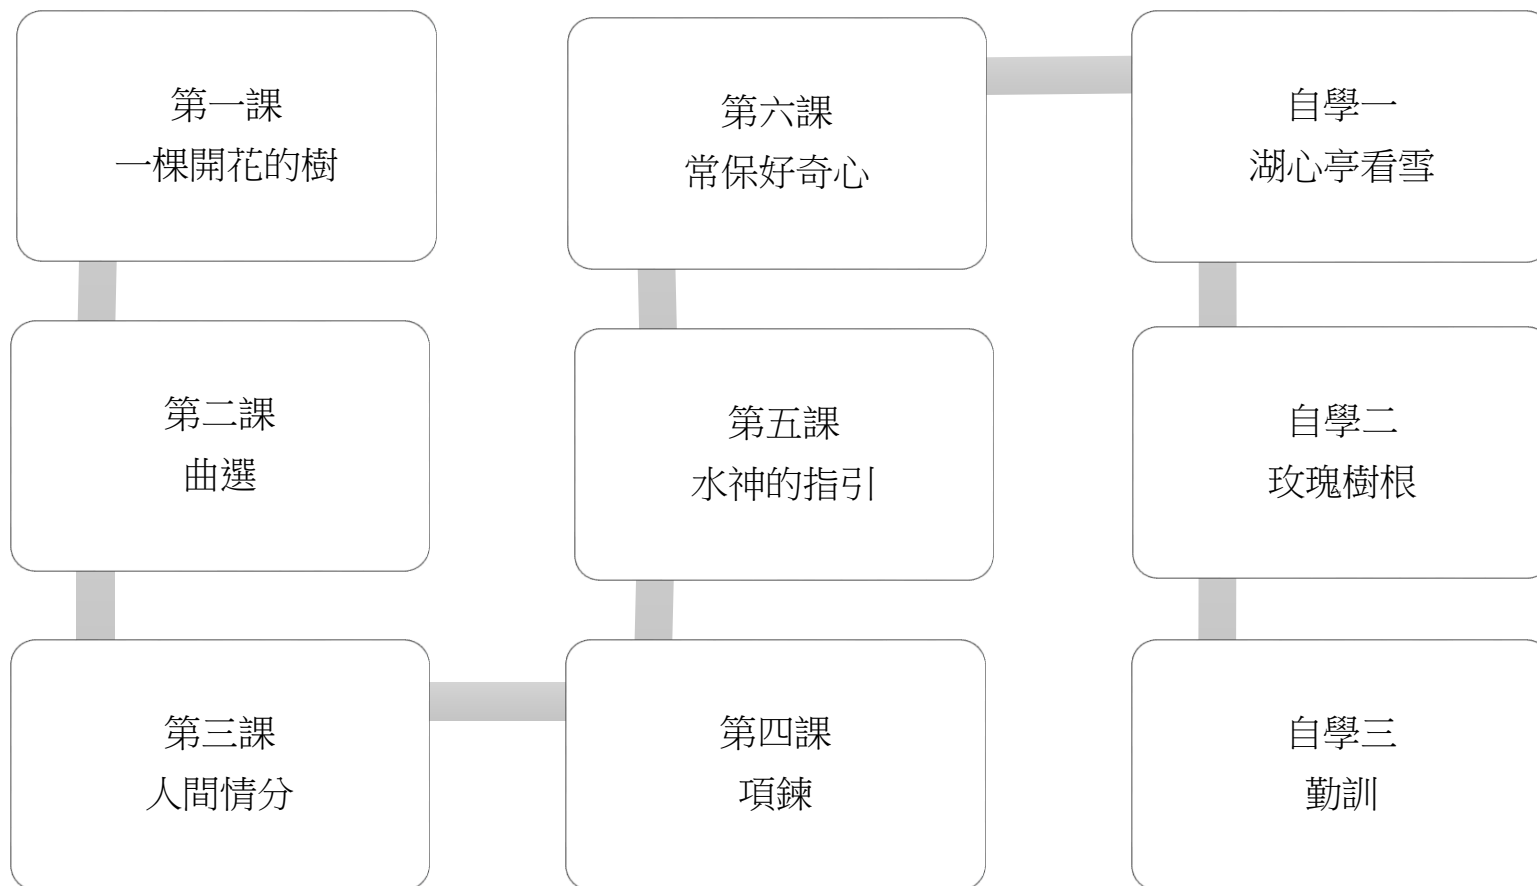 第一課
一棵開花的樹
第二課
曲選
第三課
人間情分
第四課
項鍊
第五課
水神的指引
第六課
常保好奇心
自學一
湖心亭看雪
自學二
玫瑰樹根
自學三
勤訓